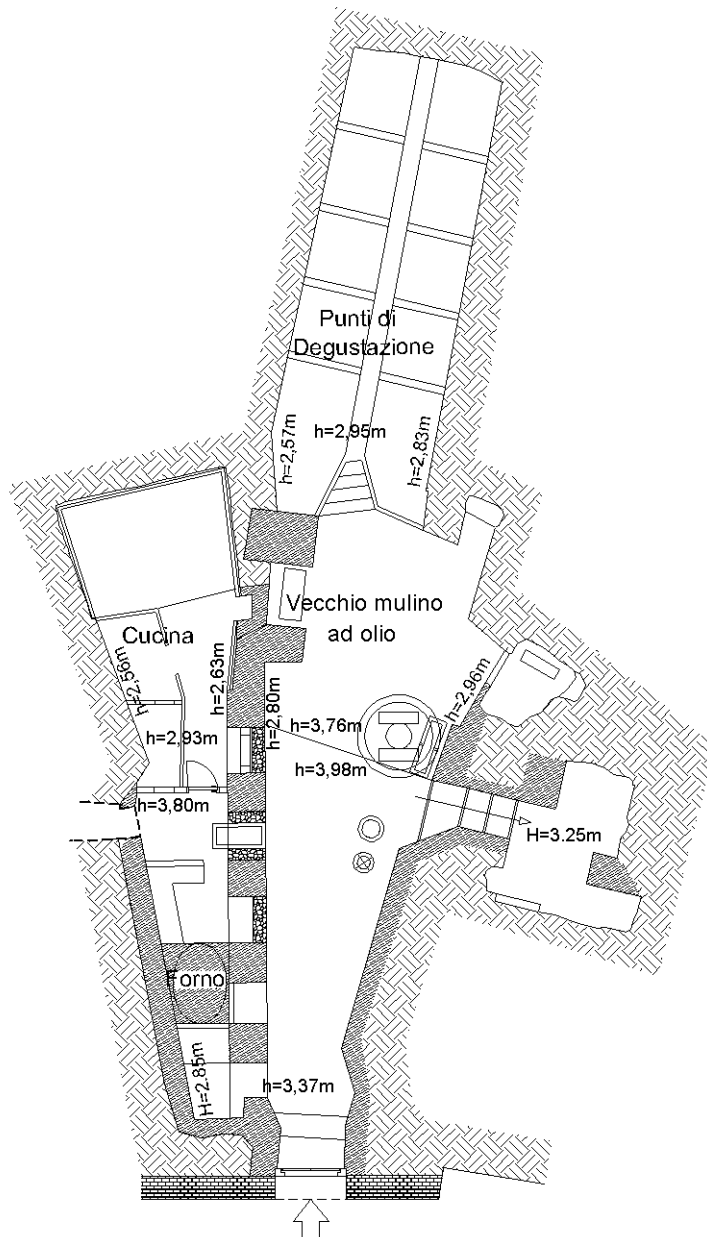 Punti di
Degustazione
h=2,57m
h=2,95m
h=2,83m
Vecchio mulino
ad olio
Cucina
h=2,56m
h=2,63m
h=2,80m
h=2,96m
h=2,93m
h=3,76m
h=3,98m
h=3,80m
H=3.25m
Forno
H=2.85m
h=3,37m